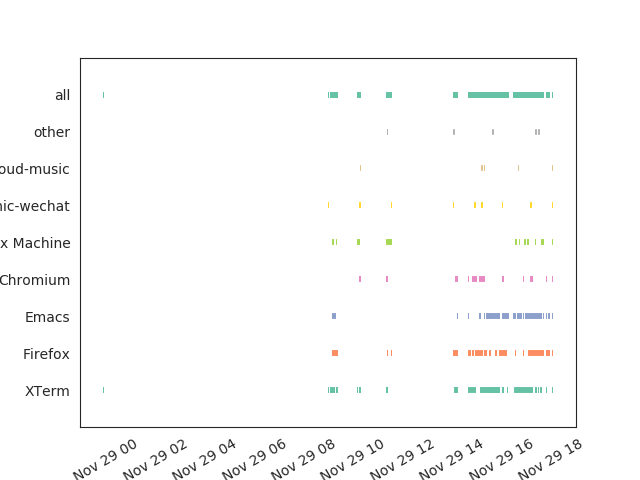 all
other
oud-music
nic-wechat
x Machine
Chromium
Emacs
Firefox
XTerm
Nov 29 00 Nov 29 02 Nov 29 04 Nov 29 06 Nov 29 08 Nov 29 10 Nov 29 12 Nov 29 14 Nov 29 16 Nov 29 18